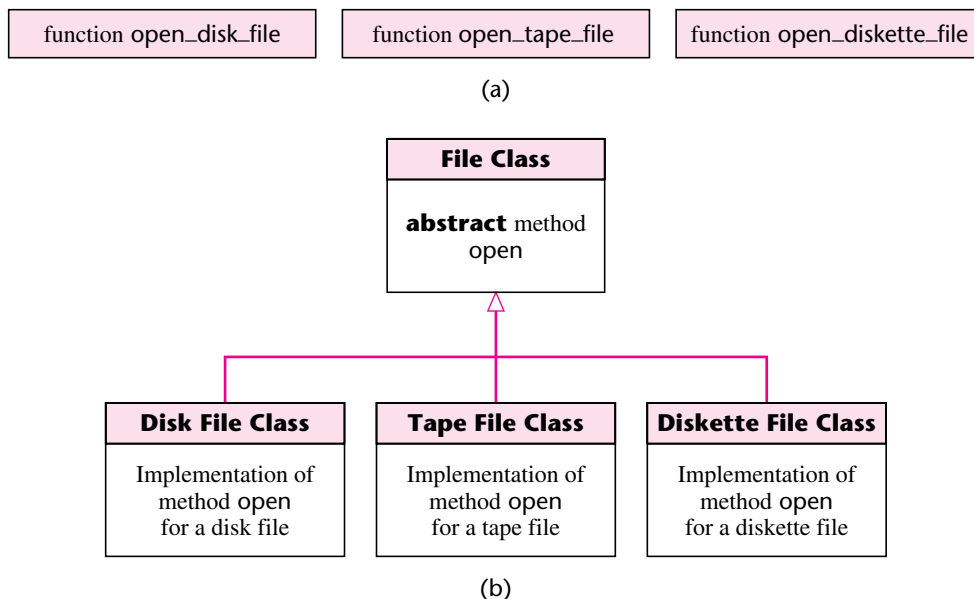 function open_disk_file
function open_tape_file
function open_diskette_file
(a)
File Class
abstract method
open
Disk File Class
Implementation of
method open
for a disk file
Tape File Class
Implementation of
method open
for a tape file
Diskette File Class
Implementation of
method open
for a diskette file
(b)